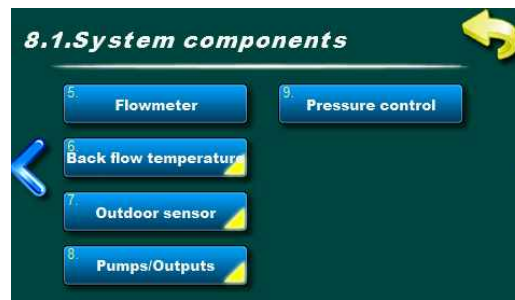 8.1.System components
5.
Flowmeter
6.
Back flow temperature
7.
Outdoor sensor
8.
Pumps/Outputs
9.
Pressure control